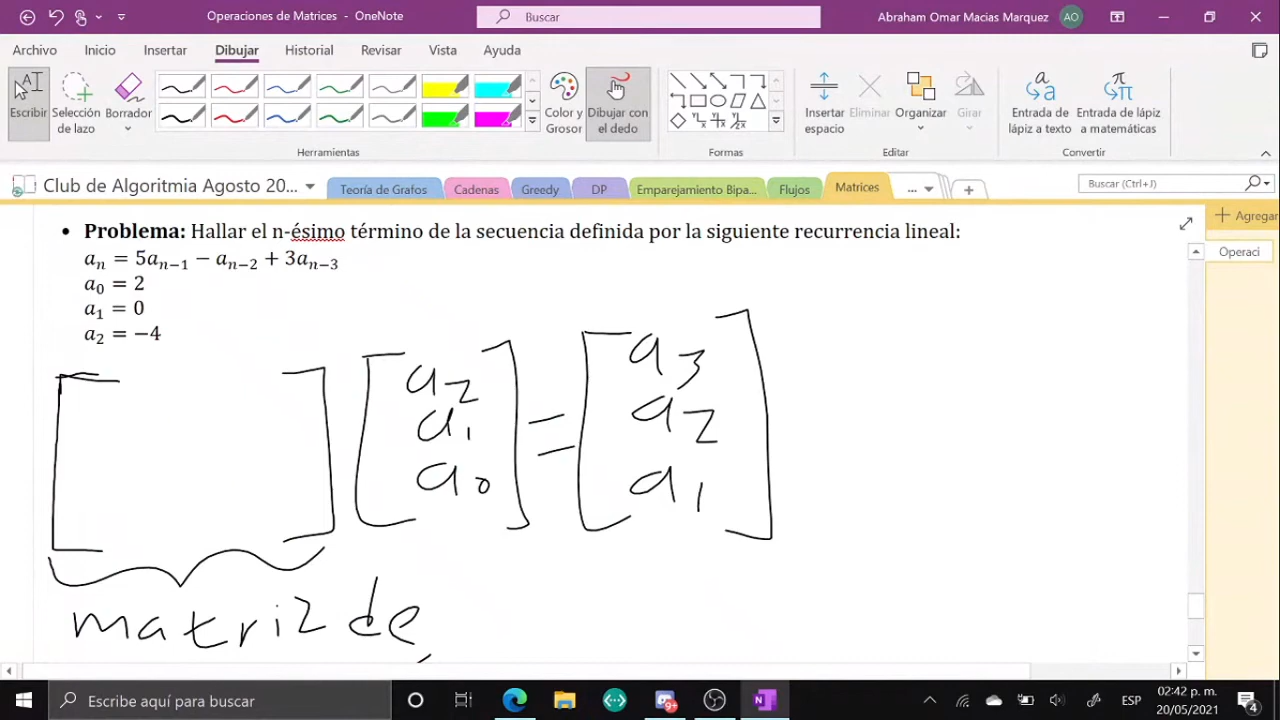 Operaciones de Matrices - OneNote
Buscar
Abraham Omar Macias Marquez AO
Archivo Inicio Insertar Dibujar Historial Revisar Vista Ayuda
Escribir Selección de lazo Borrador Color y Grosor Dibujar con el dedo Insertar espacio Eliminar Organizar Girar Entrada de lápiz a texto Entrada de lápiz a matemáticas
Herramientas Formas Editar Convertir
Club de Algoritmia Agosto 20... Teoría de Grafos Cadenas Greedy DP Emparejamiento Bipa... Flujos Matrices ... + Buscar (Ctrl+J)
+ Agregar
• Problema: Hallar el n-ésimo término de la secuencia definida por la siguiente recurrencia lineal:
Operaci
aₙ = 5aₙ₋₁ − aₙ₋₂ + 3aₙ₋₃
a₀ = 2
a₁ = 0
a₂ = −4
[ ] [a₂ a₁ a₀] = [a₃ a₂ a₁]
matriz de
Escribe aquí para buscar
9+
ESP
02:42 p. m.
20/05/2021
4